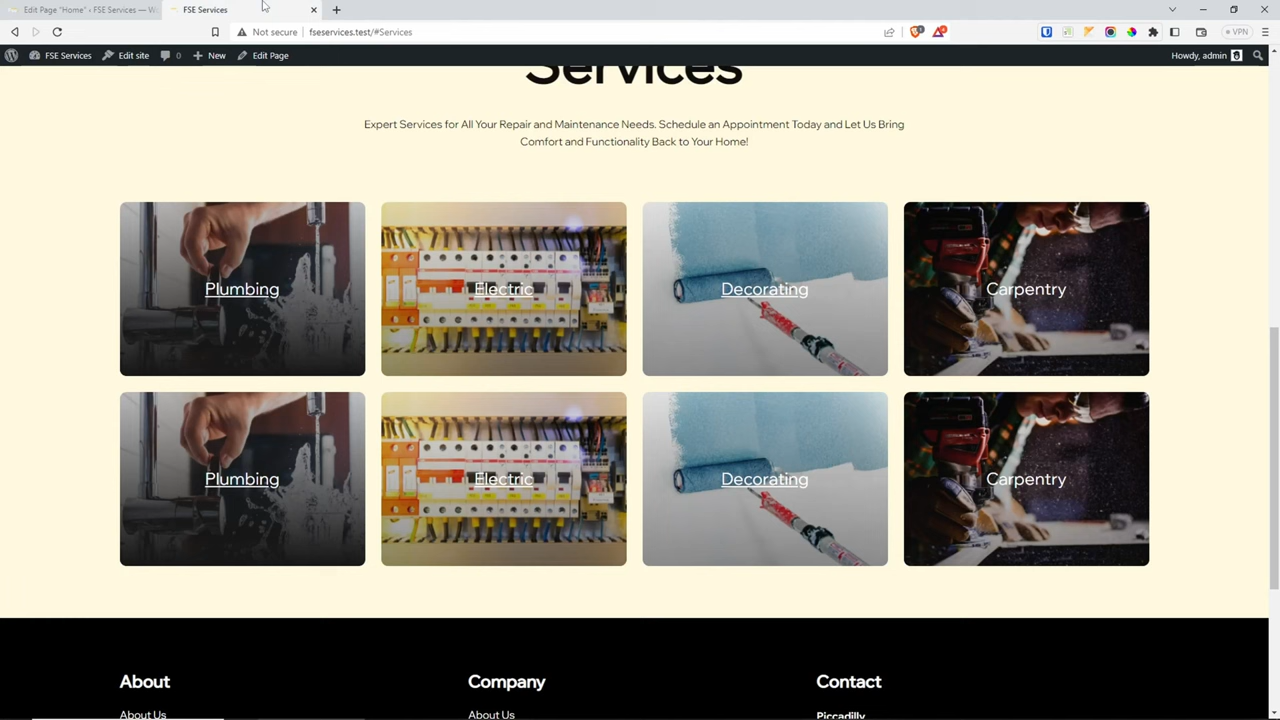 Edit Page "Home" ‹ FSE Services — W
FSE Services
Not secure
fseservices.test/#Services
VPN
FSE Services
Edit site
0
New
Edit Page
Howdy, admin
Services
Expert Services for All Your Repair and Maintenance Needs. Schedule an Appointment Today and Let Us Bring
Comfort and Functionality Back to Your Home!
Plumbing
Electric
Decorating
Carpentry
Plumbing
Electric
Decorating
Carpentry
About
Company
Contact
About Us
About Us
Piccadilly